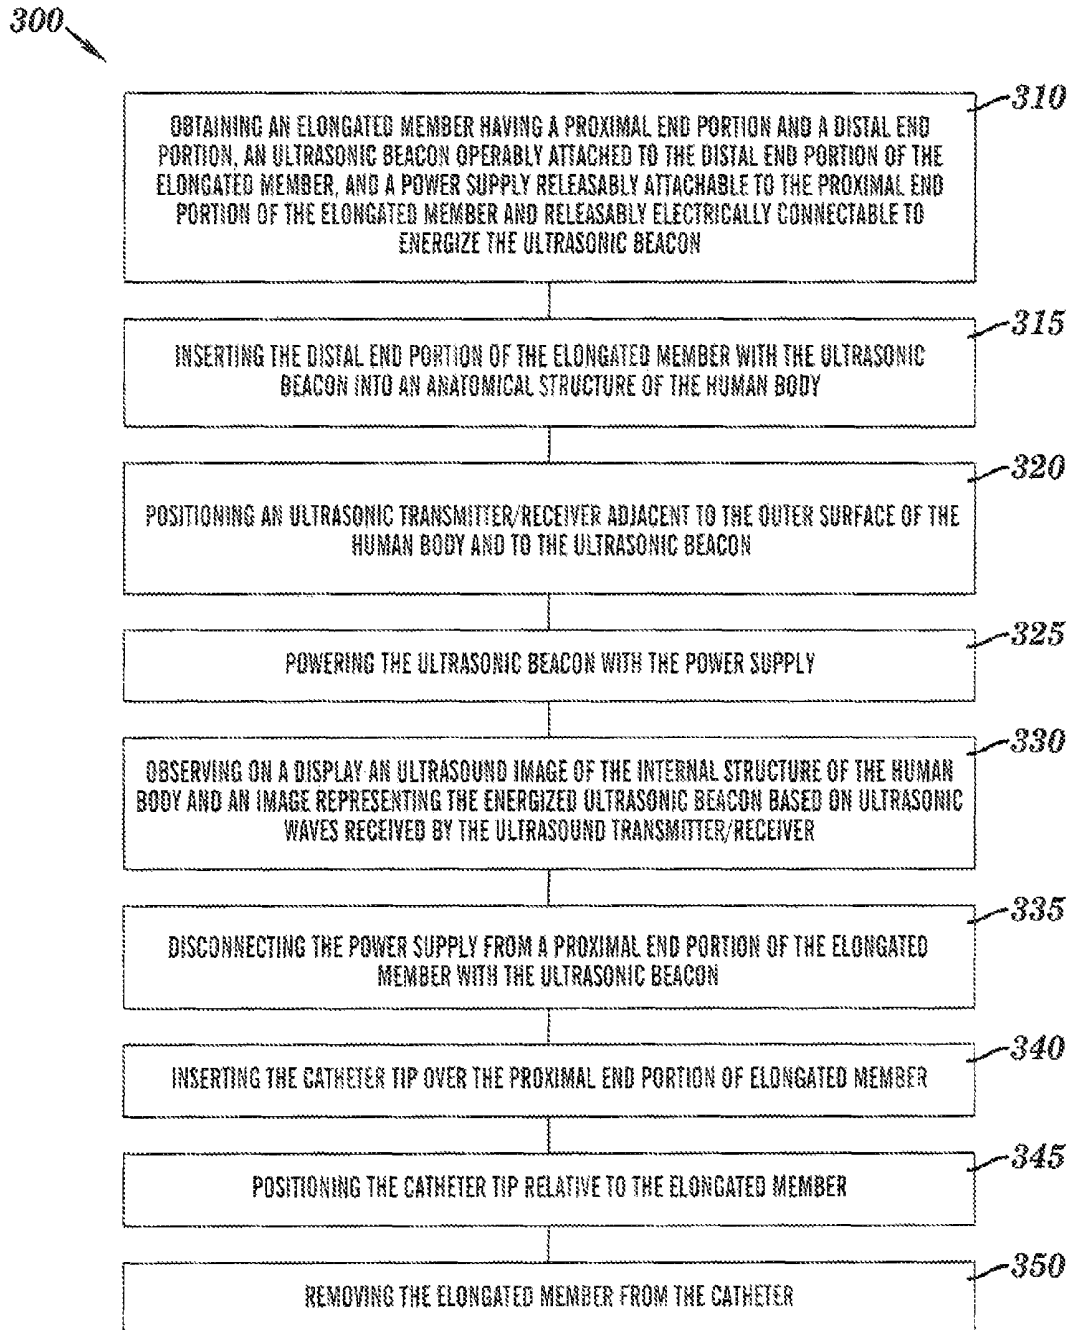 300
310
OBTAINING AN ELONGATED MEMBER HAVING A PROXIMAL END PORTION AND A DISTAL END
PORTION, AN ULTRASONIC BEACON OPERABLY ATTACHED TO THE DISTAL END PORTION OF THE
ELONGATED MEMBER, AND A POWER SUPPLY RELEASABLY ATTACHABLE TO THE PROXIMAL END
PORTION OF THE ELONGATED MEMBER AND RELEASABLY ELECTRICALLY CONNECTABLE TO
ENERGIZE THE ULTRASONIC BEACON
315
INSERTING THE DISTAL END PORTION OF THE ELONGATED MEMBER WITH THE ULTRASONIC
BEACON INTO AN ANATOMICAL STRUCTURE OF THE HUMAN BODY
320
POSITIONING AN ULTRASONIC TRANSMITTER/RECEIVER ADJACENT TO THE OUTER SURFACE OF THE
HUMAN BODY AND TO THE ULTRASONIC BEACON
325
POWERING THE ULTRASONIC BEACON WITH THE POWER SUPPLY
330
OBSERVING ON A DISPLAY AN ULTRASOUND IMAGE OF THE INTERNAL STRUCTURE OF THE HUMAN
BODY AND AN IMAGE REPRESENTING THE ENERGIZED ULTRASONIC BEACON BASED ON ULTRASONIC
WAVES RECEIVED BY THE ULTRASOUND TRANSMITTER/RECEIVER
335
DISCONNECTING THE POWER SUPPLY FROM A PROXIMAL END PORTION OF THE ELONGATED
MEMBER WITH THE ULTRASONIC BEACON
340
INSERTING THE CATHETER TIP OVER THE PROXIMAL END PORTION OF ELONGATED MEMBER
345
POSITIONING THE CATHETER TIP RELATIVE TO THE ELONGATED MEMBER
350
REMOVING THE ELONGATED MEMBER FROM THE CATHETER